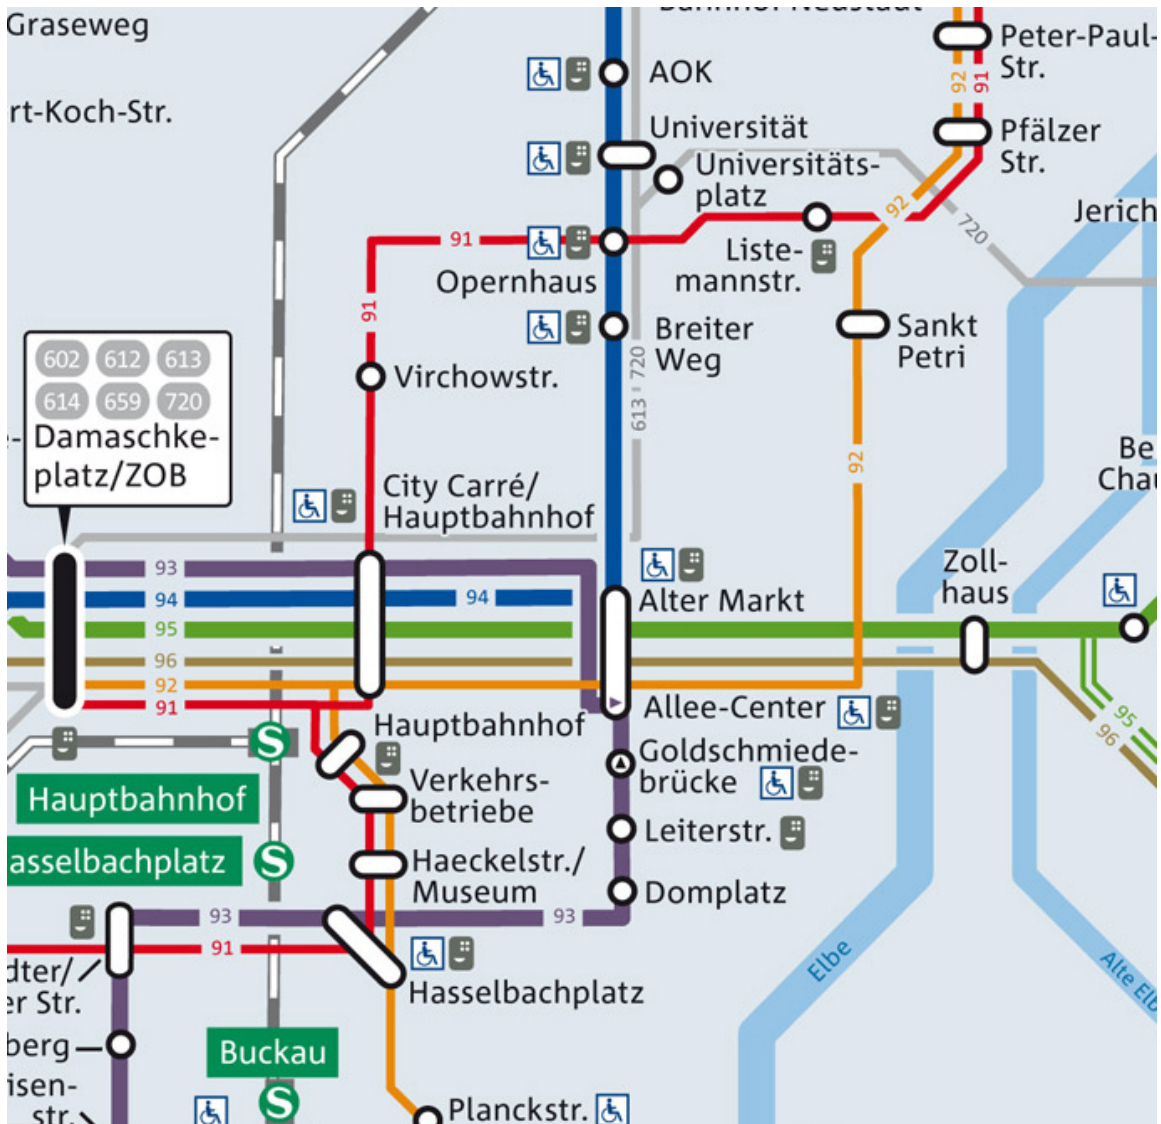 Graseweg
rt-Koch-Str.
AOK
Universität
Universitäts-
platz
92
91
Peter-Paul-
Str.
Pfälzer
Str.
92
720
Jerich
91
Opernhaus
Liste-
mannstr.
91
Breiter
Weg
Sankt
Petri
Virchowstr.
613
720
602 612 613
614 659 720
Damaschke-
platz/ZOB
92
City Carré/
Hauptbahnhof
Be
Chau
93
94
94
95
96
92
91
Alter Markt
Zoll-
haus
Allee-Center
Hauptbahnhof
S
Goldschmiede-
brücke
95
96
Hauptbahnhof
Verkehrs-
betriebe
Leiterstr.
asselbachplatz
S
Haeckelstr./
Museum
Domplatz
93
93
91
dter/
er Str.
Hasselbachplatz
Elbe
Alte Elb
berg
Buckau
isen-
str.
S
Planckstr.